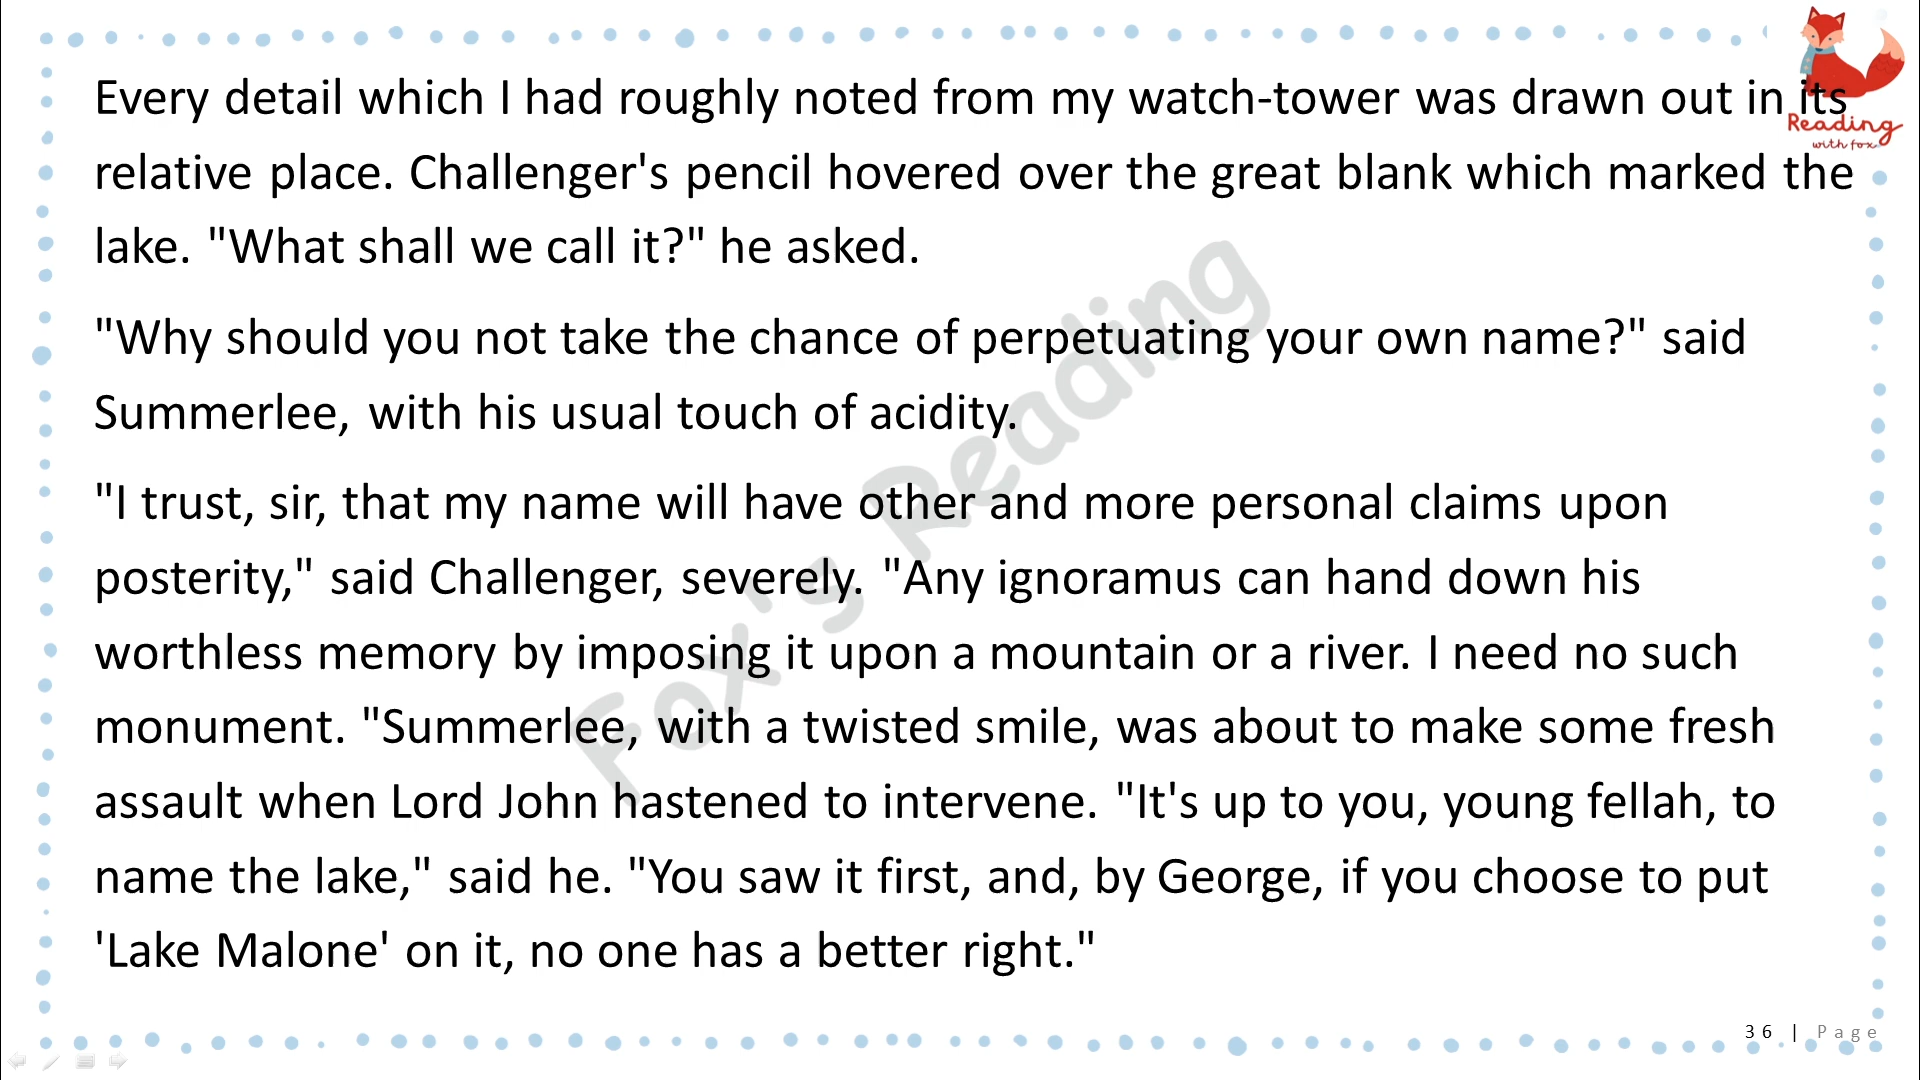 Every detail which I had roughly noted from my watch-tower was drawn out in its
relative place. Challenger's pencil hovered over the great blank which marked the
lake. "What shall we call it?" he asked.
"Why should you not take the chance of perpetuating your own name?" said
Summerlee, with his usual touch of acidity.
"I trust, sir, that my name will have other and more personal claims upon
posterity," said Challenger, severely. "Any ignoramus can hand down his
worthless memory by imposing it upon a mountain or a river. I need no such
monument. "Summerlee, with a twisted smile, was about to make some fresh
assault when Lord John hastened to intervene. "It's up to you, young fellah, to
name the lake," said he. "You saw it first, and, by George, if you choose to put
'Lake Malone' on it, no one has a better right."
Reading
with fox
Fox's Reading
36 | Page